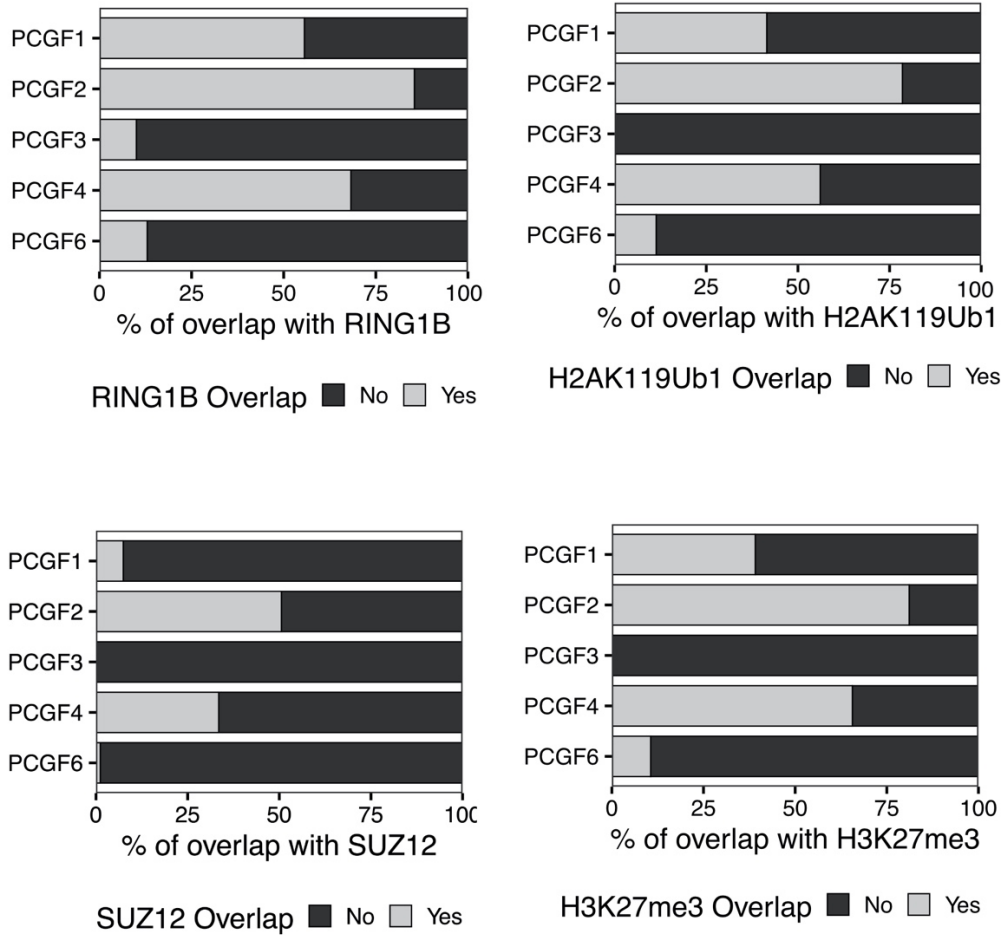 PCGF1
PCGF2
PCGF3
PCGF4
PCGF6
0 25 50 75 100
% of overlap with RING1B
RING1B Overlap No Yes
PCGF1
PCGF2
PCGF3
PCGF4
PCGF6
0 25 50 75 100
% of overlap with H2AK119Ub1
H2AK119Ub1 Overlap No Yes
PCGF1
PCGF2
PCGF3
PCGF4
PCGF6
0 25 50 75 100
% of overlap with SUZ12
SUZ12 Overlap No Yes
PCGF1
PCGF2
PCGF3
PCGF4
PCGF6
0 25 50 75 100
% of overlap with H3K27me3
H3K27me3 Overlap No Yes